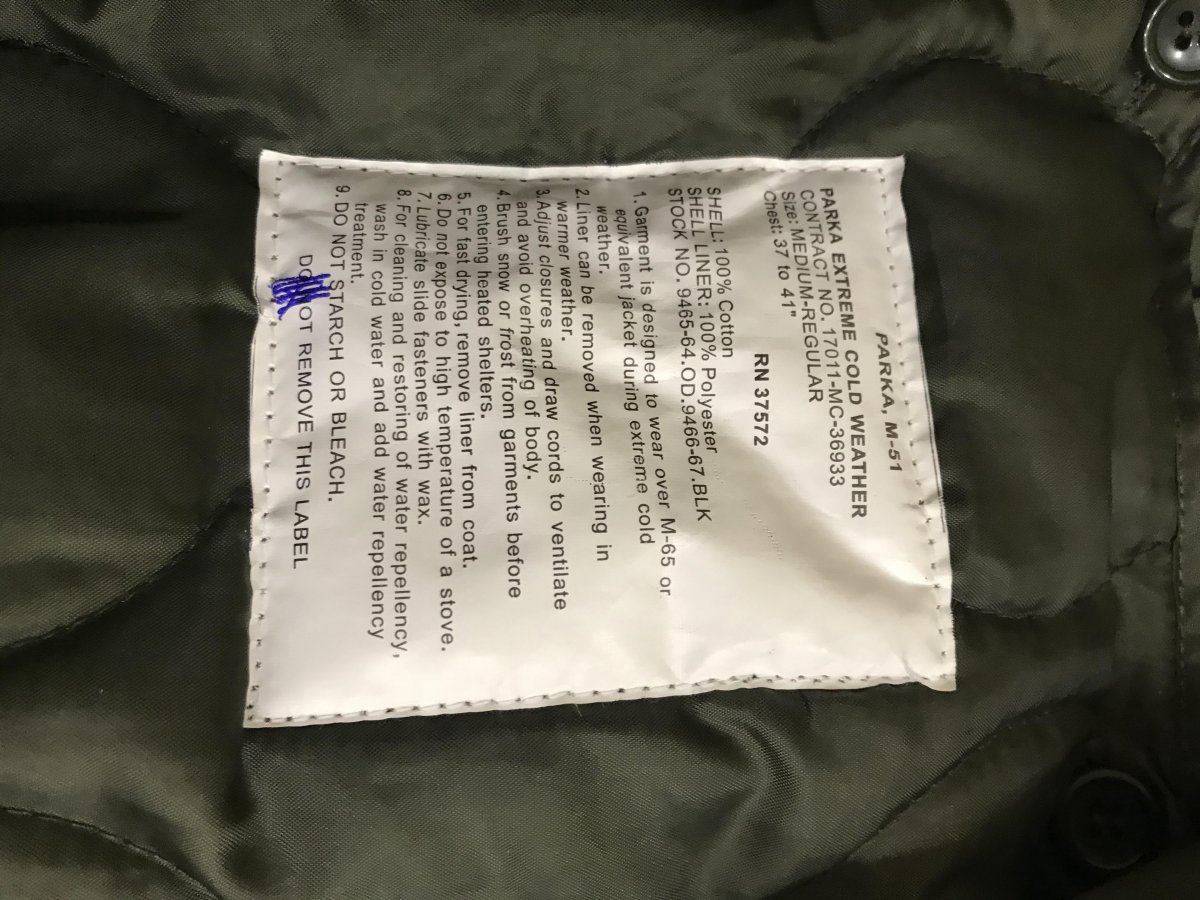 PARKA, M-51
PARKA EXTREME COLD WEATHER
CONTRACT NO. 17011-MC-36933
Size: MEDIUM-REGULAR
Chest: 37 to 41"
RN 37572
SHELL: 100% Cotton
SHELL LINER: 100% Polyester
STOCK NO. 9465-64.OD.9466-67.BLK
1. Garment is designed to wear over M-65 or
equivalent jacket during extreme cold
weather.
2. Liner can be removed when wearing in
warmer weather.
3. Adjust closures and draw cords to ventilate
and avoid overheating of body.
4. Brush snow or frost from garments before
entering heated shelters.
5. For fast drying, remove liner from coat.
6. Do not expose to high temperature of a stove.
7. Lubricate slide fasteners with wax.
8. For cleaning and restoring of water repellency,
wash in cold water and add water repellency
treatment.
9. DO NOT STARCH OR BLEACH.
DO NOT REMOVE THIS LABEL